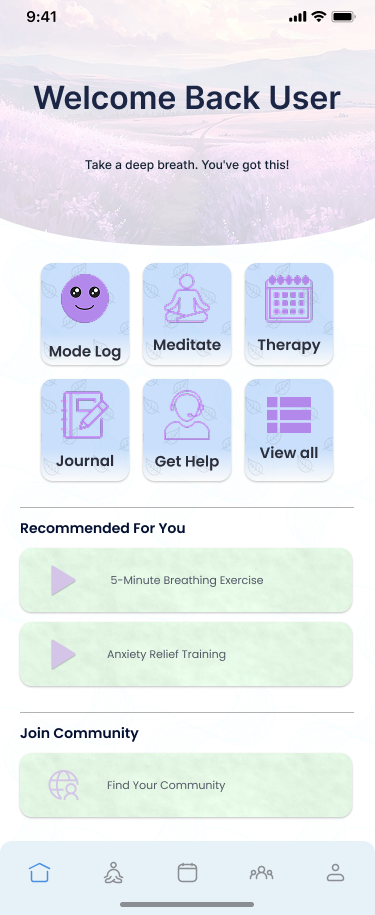 9:41
Welcome Back User
Take a deep breath. You've got this!
Mode Log
Meditate
Therapy
Journal
Get Help
View all
Recommended For You
5-Minute Breathing Exercise
Anxiety Relief Training
Join Community
Find Your Community